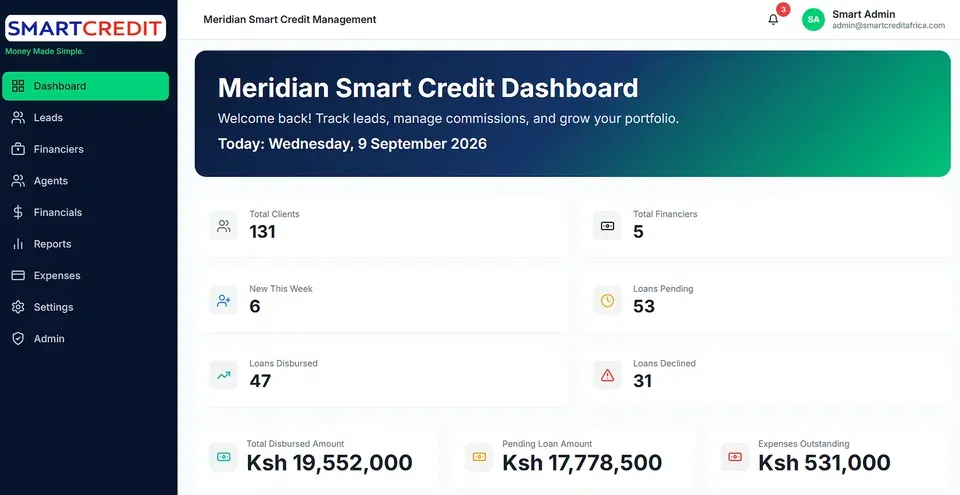 SMARTCREDIT
Money Made Simple.
Dashboard
Leads
Financiers
Agents
Financials
Reports
Expenses
Settings
Admin
Meridian Smart Credit Management
3
SA
Smart Admin
admin@smartcreditafrica.com
Meridian Smart Credit Dashboard
Welcome back! Track leads, manage commissions, and grow your portfolio.
Today: Wednesday, 9 September 2026
Total Clients
131
Total Financiers
5
New This Week
6
Loans Pending
53
Loans Disbursed
47
Loans Declined
31
Total Disbursed Amount
Ksh 19,552,000
Pending Loan Amount
Ksh 17,778,500
Expenses Outstanding
Ksh 531,000